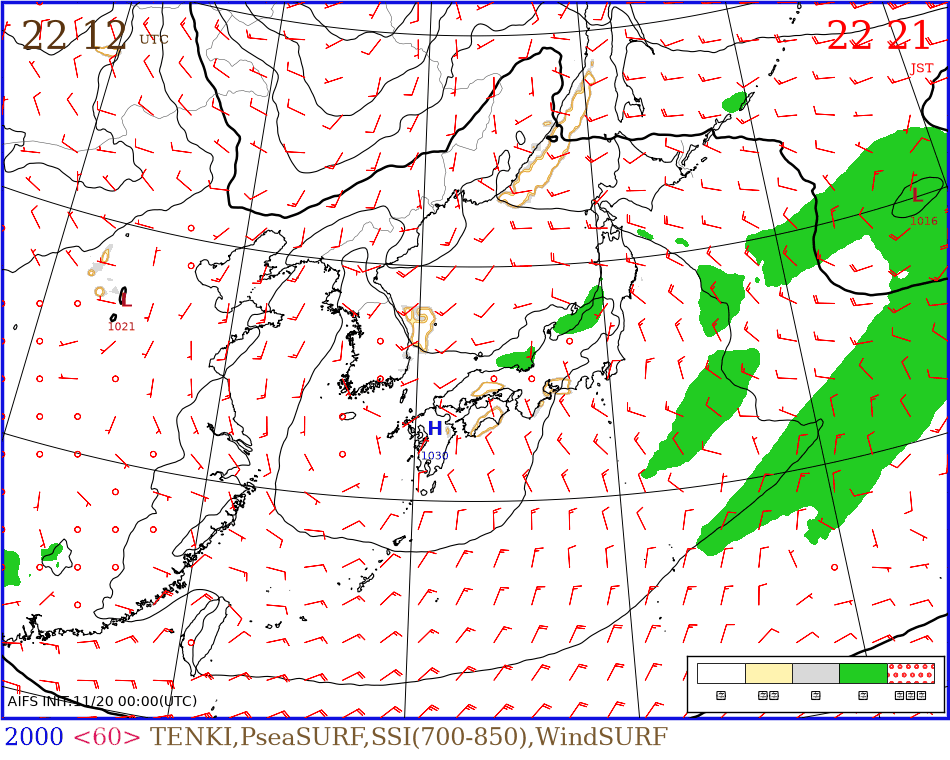 22 12 UTC
22 21
JST
L
1016
L
1021
S
H
1030
AIFS INIT:11/20 00:00(UTC)
2000 <60> TENKI,PseaSURF,SSI(700-850),WindSURF